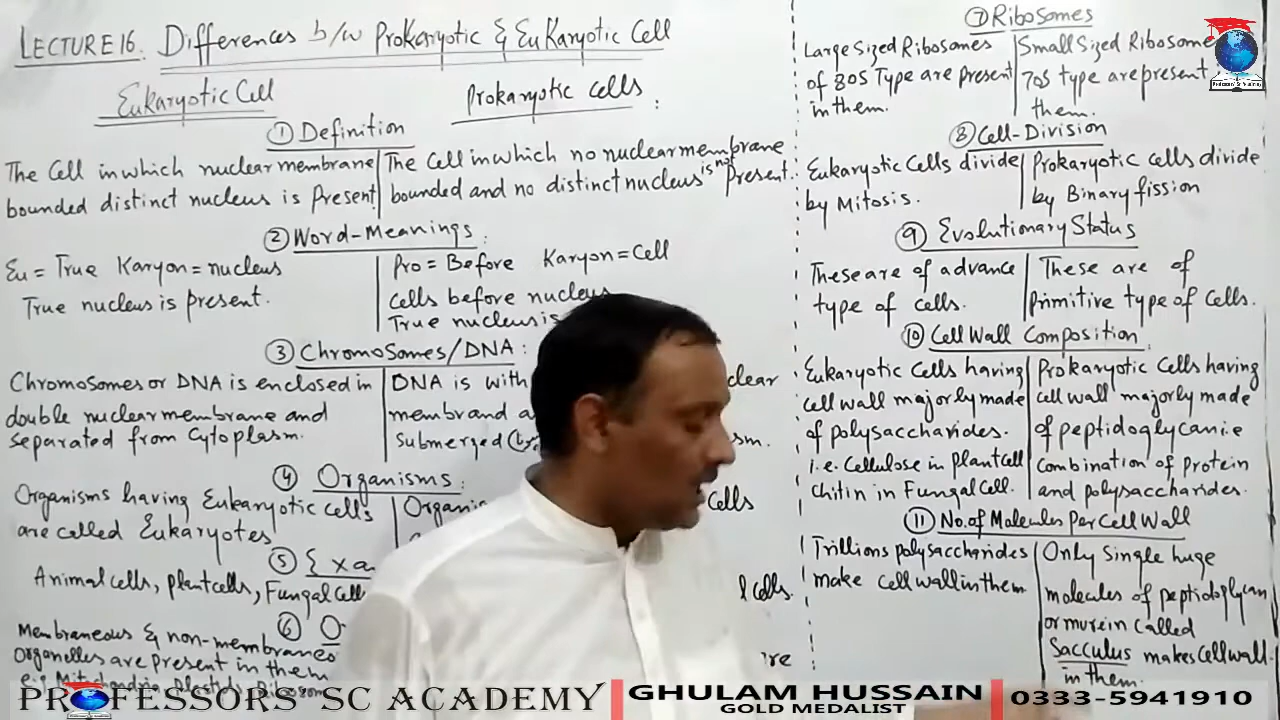 LECTURE 16. Differences b/w Prokaryotic & EuKaryotic Cell
Eukaryotic Cell
Prokaryotic cells :
① Definition
The Cell in which nuclear membrane
bounded distinct nucleus is Present
The Cell in which no nuclear membrane
bounded and no distinct nucleus is not Present.
② Word-Meanings :
Eu = True Karyon = nucleus
True nucleus is present.
Pro = Before Karyon = Cell
Cells before nucleus
True nucleus is
③ Chromosomes/DNA :
Chromosomes or DNA is enclosed in
double nuclear membrane and
separated from Cytoplasm.
DNA is with clear
membrane
submerged sm.
④ Organisms :
Organisms having Eukaryotic cells
are called Eukaryotes
Cells
⑤
Animal cells, plant cells, Fungal Cell
l cells.
⑥
Membraneous & non-membraneous
Organelles are present in them
e.g.
⑦ Ribosomes
Large Sized Ribosomes
of 80S Type are present
in them.
Small Sized Ribosome
70S type are present
them.
⑧ Cell-Division
Eukaryotic Cells divide
by Mitosis.
Prokaryotic cells divide
by Binary fission
⑨ Evolutionary Status
These are of advance
type of cells.
These are of
Primitive type of Cells.
⑩ Cell Wall Composition
Eukaryotic Cells having
cell wall majorly made
of polysaccharides.
i.e. Cellulose in plant cell
Chitin in Fungal Cell.
Prokaryotic Cells having
cell wall majorly made
of peptidoglycan i.e
Combination of Protein
and polysaccharides.
⑪ No. of Molecules Per Cell Wall
Trillions polysaccharides
make cell wall in them
Only Single huge
molecules of peptidoglycan
or murein called
Sacculus makes cell wall
in them.
PROFESSORS SC ACADEMY
GHULAM HUSSAIN
GOLD MEDALIST
0333-5941910